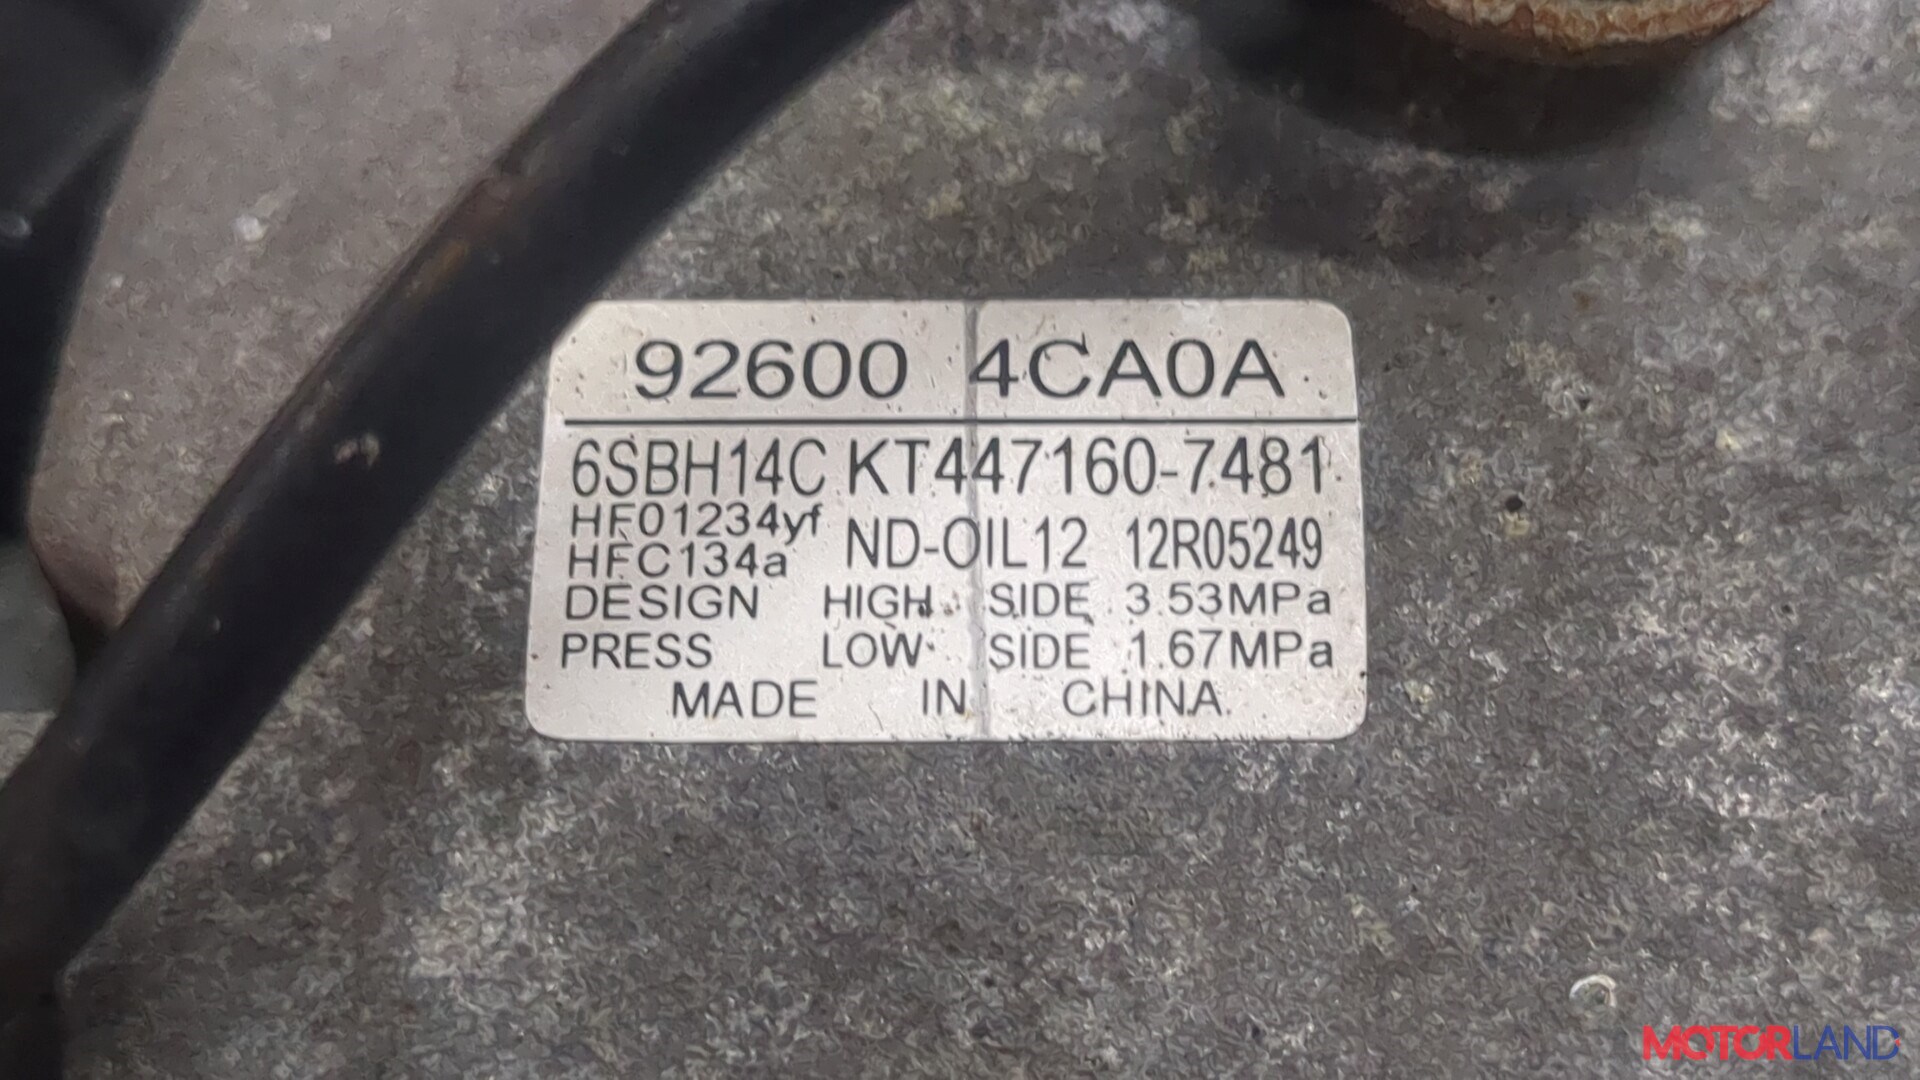 92600 4CA0A
6SBH14C KT447160-7481
HF01234yf
HFC134a ND-OIL12 12R05249
DESIGN HIGH SIDE 3.53MPa
PRESS LOW SIDE 1.67MPa
MADE IN CHINA
MOTORLAND